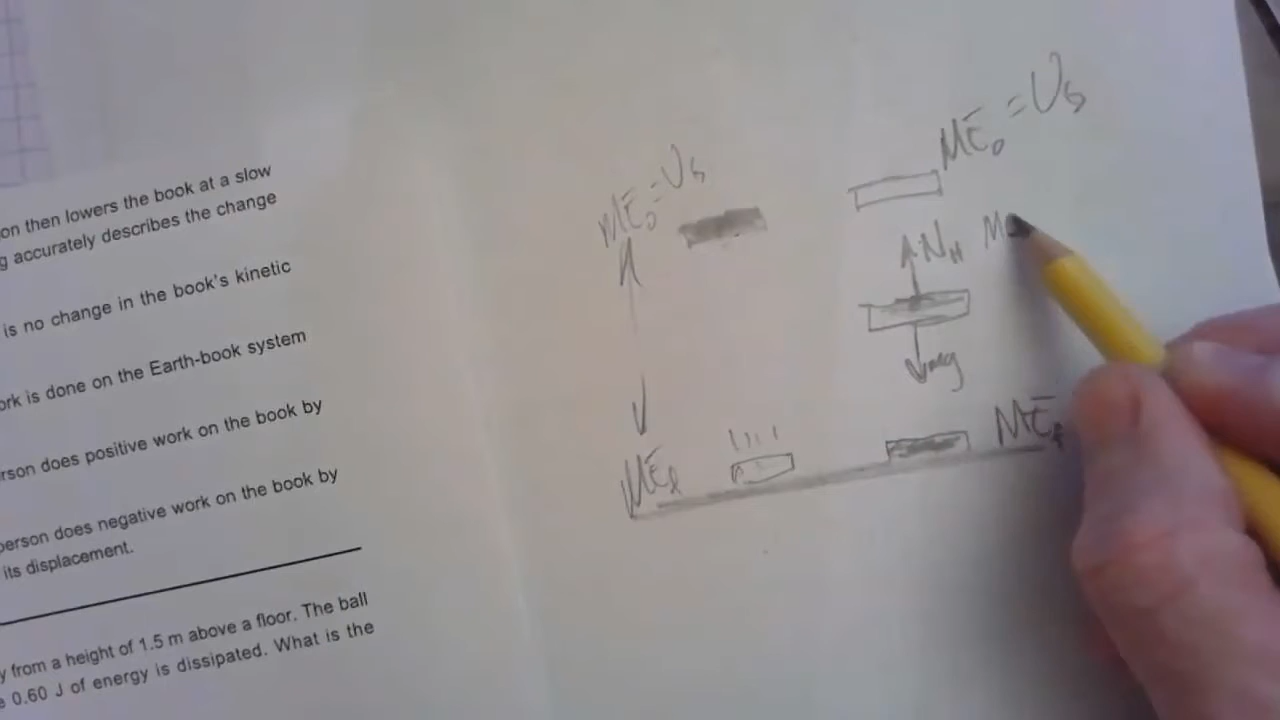 on then lowers the book at a slow
accurately describes the change
is no change in the book's kinetic
ork is done on the Earth-book system
rson does positive work on the book by
person does negative work on the book by
its displacement.
y from a height of 1.5 m above a floor. The ball
0.60 J of energy is dissipated. What is the
ME₀ = Ug
ME₀ = Ug
N_H
M
mg
MEf
MEf